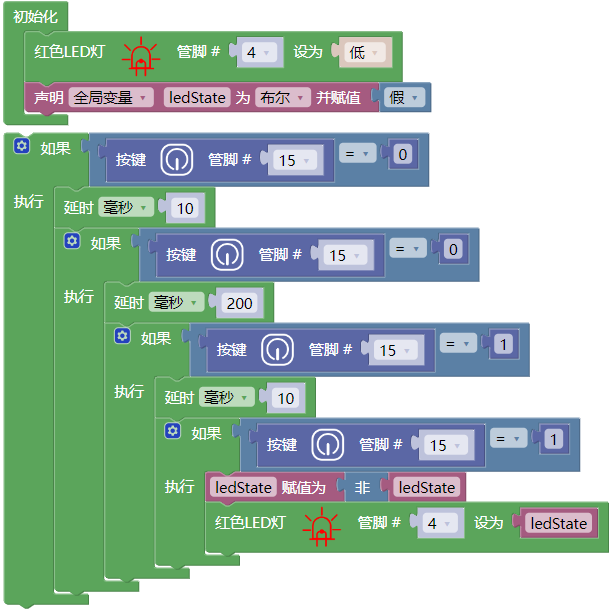 初始化
红色LED灯 管脚 # 4 设为 低
声明 全局变量 ledState 为 布尔 并赋值 假
如果 按键 管脚 # 15 = 0
执行 延时 毫秒 10
如果 按键 管脚 # 15 = 0
执行 延时 毫秒 200
如果 按键 管脚 # 15 = 1
执行 延时 毫秒 10
如果 按键 管脚 # 15 = 1
执行 ledState 赋值为 非 ledState
红色LED灯 管脚 # 4 设为 ledState